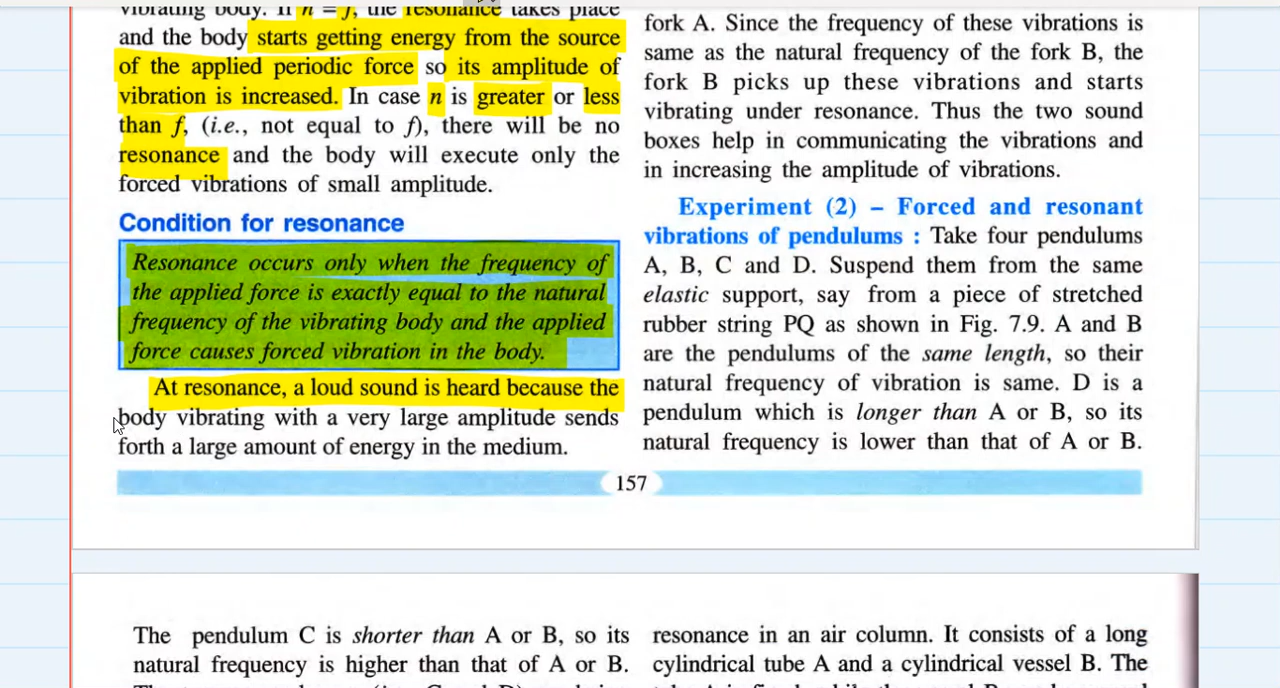 vibrating body. If n = f, the resonance takes place
and the body starts getting energy from the source
of the applied periodic force so its amplitude of
vibration is increased. In case n is greater or less
than f, (i.e., not equal to f), there will be no
resonance and the body will execute only the
forced vibrations of small amplitude.
Condition for resonance
Resonance occurs only when the frequency of
the applied force is exactly equal to the natural
frequency of the vibrating body and the applied
force causes forced vibration in the body.
At resonance, a loud sound is heard because the
body vibrating with a very large amplitude sends
forth a large amount of energy in the medium.
fork A. Since the frequency of these vibrations is
same as the natural frequency of the fork B, the
fork B picks up these vibrations and starts
vibrating under resonance. Thus the two sound
boxes help in communicating the vibrations and
in increasing the amplitude of vibrations.
Experiment (2) – Forced and resonant
vibrations of pendulums : Take four pendulums
A, B, C and D. Suspend them from the same
elastic support, say from a piece of stretched
rubber string PQ as shown in Fig. 7.9. A and B
are the pendulums of the same length, so their
natural frequency of vibration is same. D is a
pendulum which is longer than A or B, so its
natural frequency is lower than that of A or B.
157
The pendulum C is shorter than A or B, so its
natural frequency is higher than that of A or B.
resonance in an air column. It consists of a long
cylindrical tube A and a cylindrical vessel B. The